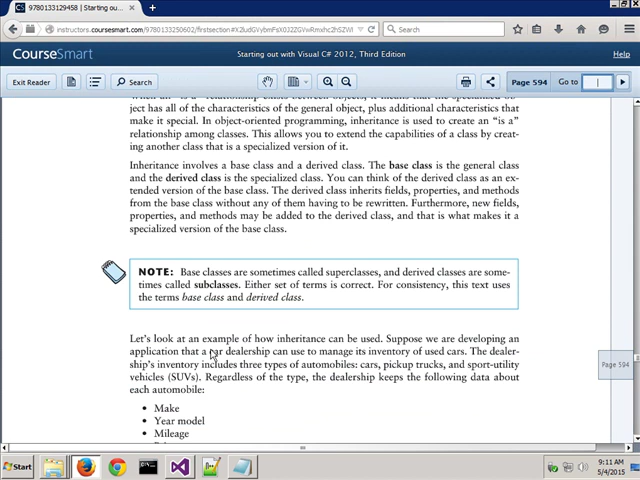 9780133129458 | Starting out...
instructors.coursesmart.com/9780133250602/firstsection#X2ludGVybmFsX0J2ZGVwRmxhc2hSZWl
Search
CourseSmart
Starting out with Visual C# 2012, Third Edition
Help
Exit Reader
Search
Page 594
Go to
ject has all of the characteristics of the general object, plus additional characteristics that
make it special. In object-oriented programming, inheritance is used to create an "is a"
relationship among classes. This allows you to extend the capabilities of a class by creat-
ing another class that is a specialized version of it.
Inheritance involves a base class and a derived class. The base class is the general class
and the derived class is the specialized class. You can think of the derived class as an ex-
tended version of the base class. The derived class inherits fields, properties, and methods
from the base class without any of them having to be rewritten. Furthermore, new fields,
properties, and methods may be added to the derived class, and that is what makes it a
specialized version of the base class.
NOTE: Base classes are sometimes called superclasses, and derived classes are some-
times called subclasses. Either set of terms is correct. For consistency, this text uses
the terms base class and derived class.
Let's look at an example of how inheritance can be used. Suppose we are developing an
application that a car dealership can use to manage its inventory of used cars. The dealer-
ship's inventory includes three types of automobiles: cars, pickup trucks, and sport-utility
vehicles (SUVs). Regardless of the type, the dealership keeps the following data about
each automobile:
• Make
• Year model
• Mileage
Page 594
Start
9:11 AM
5/4/2015